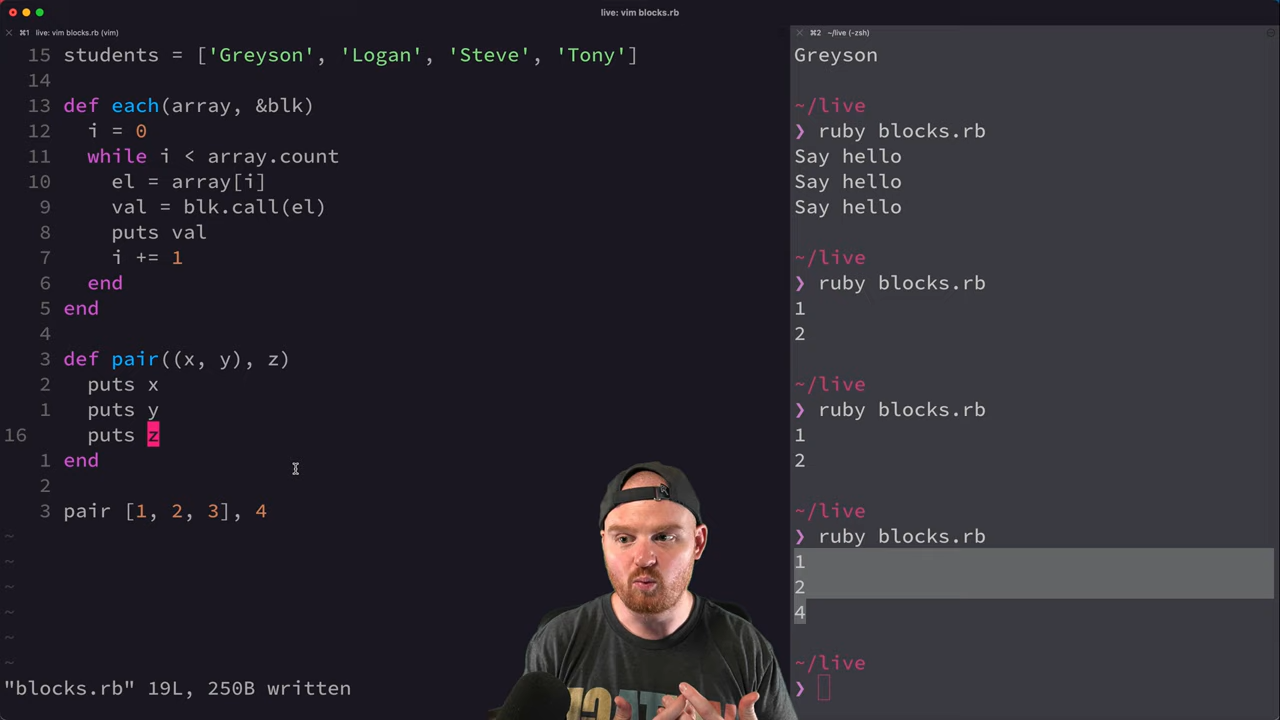 live: vim blocks.rb
⌘1 live: vim blocks.rb (vim)
15 students = ['Greyson', 'Logan', 'Steve', 'Tony']
14
13 def each(array, &blk)
12 i = 0
11 while i < array.count
10 el = array[i]
9 val = blk.call(el)
8 puts val
7 i += 1
6 end
5 end
4
3 def pair((x, y), z)
2 puts x
1 puts y
16 puts z
1 end
2
3 pair [1, 2, 3], 4
~
~
~
~
~
~
"blocks.rb" 19L, 250B written
⌘2 ~/live (-zsh)
Greyson
~/live
❯ ruby blocks.rb
Say hello
Say hello
Say hello
~/live
❯ ruby blocks.rb
1
2
~/live
❯ ruby blocks.rb
1
2
~/live
❯ ruby blocks.rb
1
2
4
~/live
❯